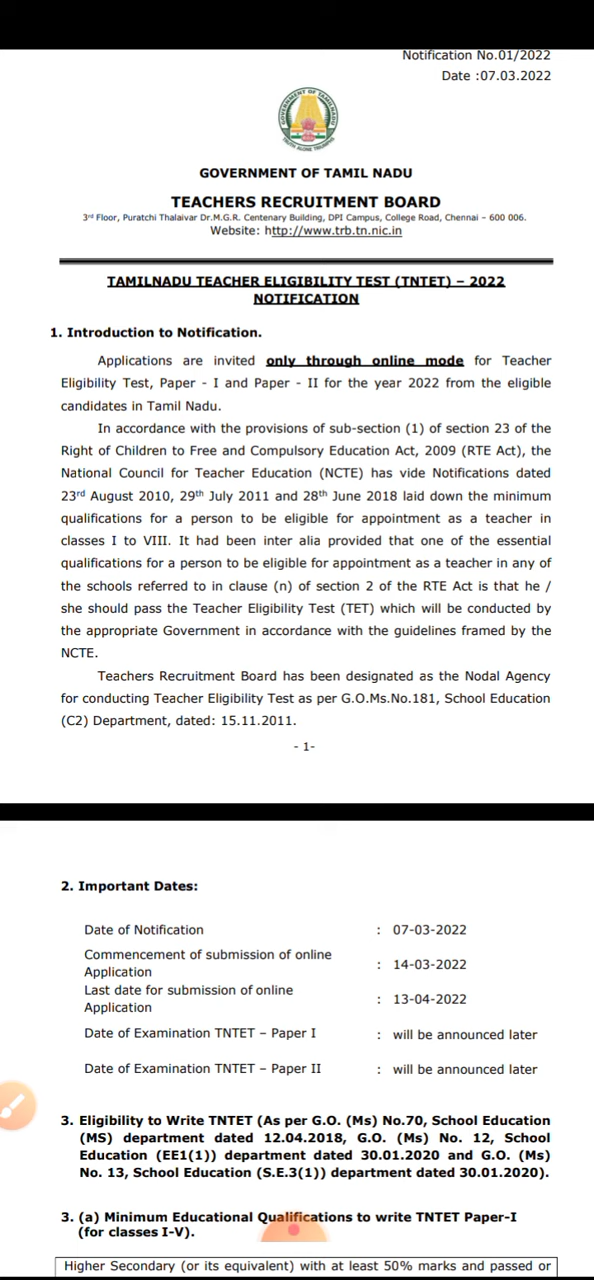 Notification No.01/2022
Date :07.03.2022
GOVERNMENT OF TAMILNADU
TRUTH ALONE TRIUMPHS
GOVERNMENT OF TAMIL NADU
TEACHERS RECRUITMENT BOARD
3rd Floor, Puratchi Thalaivar Dr.M.G.R. Centenary Building, DPI Campus, College Road, Chennai – 600 006.
Website: http://www.trb.tn.nic.in
TAMILNADU TEACHER ELIGIBILITY TEST (TNTET) – 2022
NOTIFICATION
1. Introduction to Notification.
Applications are invited only through online mode for Teacher
Eligibility Test, Paper - I and Paper - II for the year 2022 from the eligible
candidates in Tamil Nadu.
In accordance with the provisions of sub-section (1) of section 23 of the
Right of Children to Free and Compulsory Education Act, 2009 (RTE Act), the
National Council for Teacher Education (NCTE) has vide Notifications dated
23rd August 2010, 29th July 2011 and 28th June 2018 laid down the minimum
qualifications for a person to be eligible for appointment as a teacher in
classes I to VIII. It had been inter alia provided that one of the essential
qualifications for a person to be eligible for appointment as a teacher in any of
the schools referred to in clause (n) of section 2 of the RTE Act is that he /
she should pass the Teacher Eligibility Test (TET) which will be conducted by
the appropriate Government in accordance with the guidelines framed by the
NCTE.
Teachers Recruitment Board has been designated as the Nodal Agency
for conducting Teacher Eligibility Test as per G.O.Ms.No.181, School Education
(C2) Department, dated: 15.11.2011.
- 1-
2. Important Dates:
Date of Notification : 07-03-2022
Commencement of submission of online
Application : 14-03-2022
Last date for submission of online
Application : 13-04-2022
Date of Examination TNTET – Paper I : will be announced later
Date of Examination TNTET – Paper II : will be announced later
3. Eligibility to Write TNTET (As per G.O. (Ms) No.70, School Education
(MS) department dated 12.04.2018, G.O. (Ms) No. 12, School
Education (EE1(1)) department dated 30.01.2020 and G.O. (Ms)
No. 13, School Education (S.E.3(1)) department dated 30.01.2020).
3. (a) Minimum Educational Qualifications to write TNTET Paper-I
(for classes I-V).
Higher Secondary (or its equivalent) with at least 50% marks and passed or